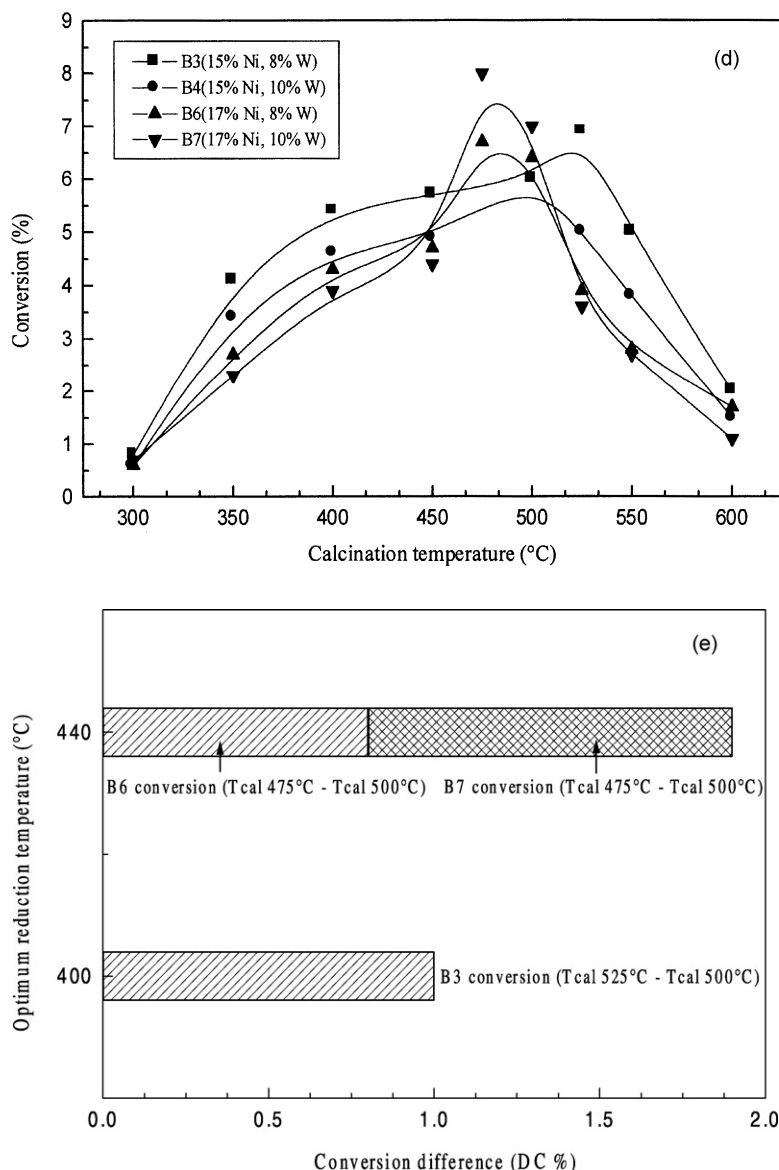 (d)
B3(15% Ni, 8% W)
B4(15% Ni, 10% W)
B6(17% Ni, 8% W)
B7(17% Ni, 10% W)
9
8
7
6
5
4
3
2
1
0
Conversion (%)
300 350 400 450 500 550 600
Calcination temperature (°C)
(e)
Optimum reduction temperature (°C)
440
B6 conversion (Tcal 475°C - Tcal 500°C) B7 conversion (Tcal 475°C - Tcal 500°C)
400
B3 conversion (Tcal 525°C - Tcal 500°C)
0.0 0.5 1.0 1.5 2.0
Conversion difference (DC %)